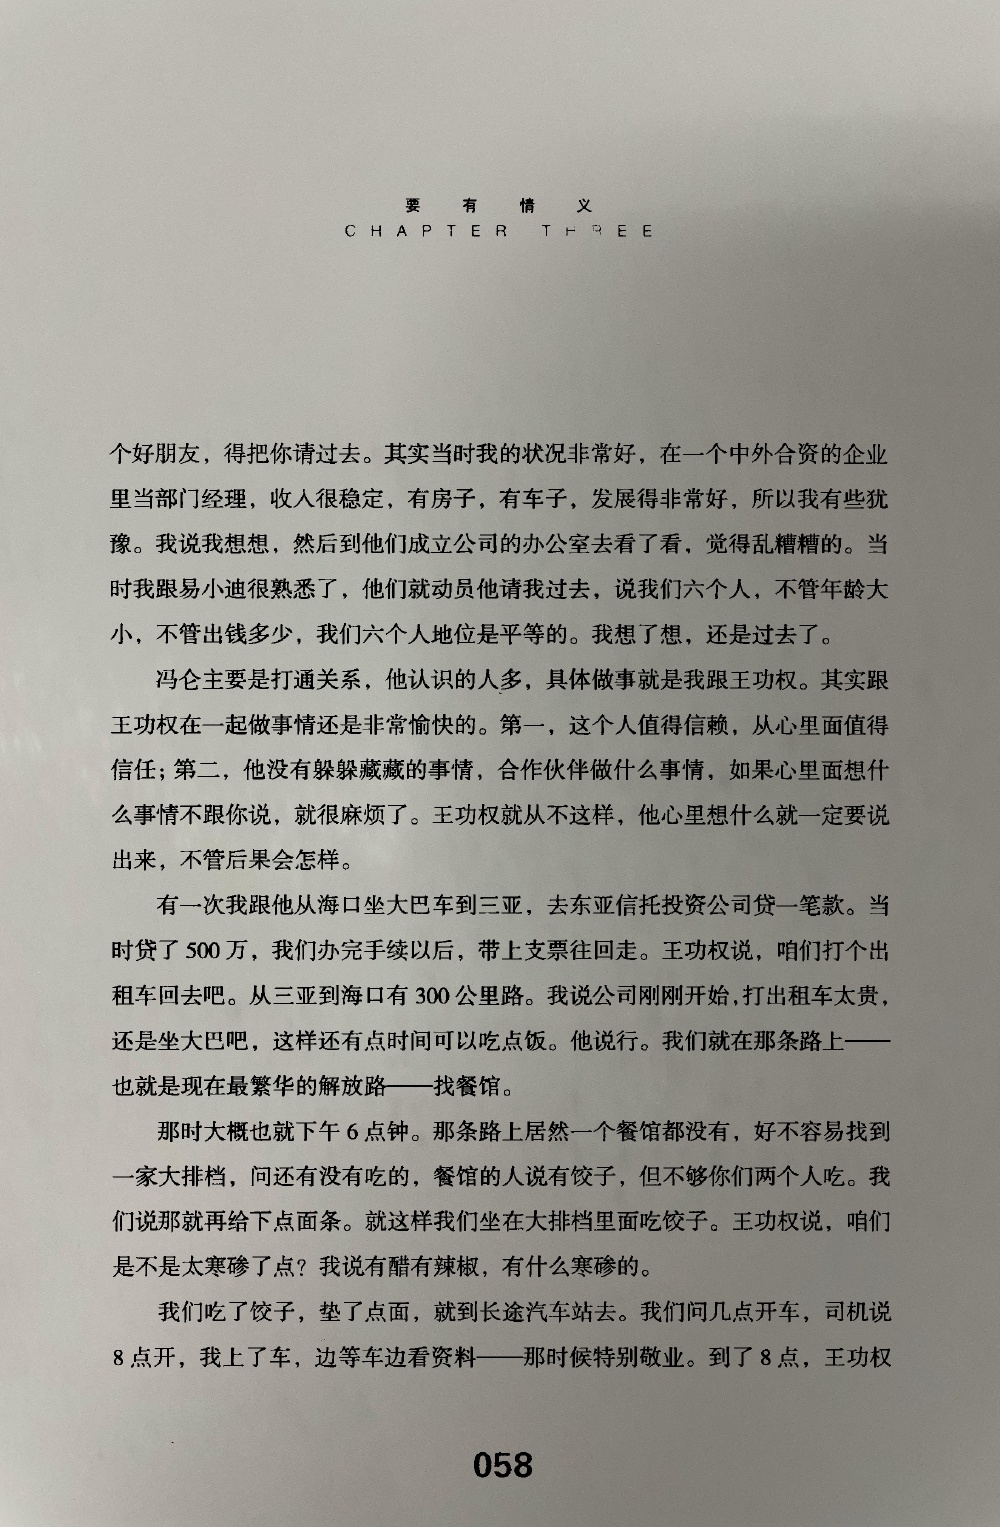 要有情义
CHAPTER THREE
个好朋友，得把你请过去。其实当时我的状况非常好，在一个中外合资的企业
里当部门经理，收入很稳定，有房子，有车子，发展得非常好，所以我有些犹
豫。我说我想想，然后到他们成立公司的办公室去看了看，觉得乱糟糟的。当
时我跟易小迪很熟悉了，他们就动员他请我过去，说我们六个人，不管年龄大
小，不管出钱多少，我们六个人地位是平等的。我想了想，还是过去了。
冯仑主要是打通关系，他认识的人多，具体做事就是我跟王功权。其实跟
王功权在一起做事情还是非常愉快的。第一，这个人值得信赖，从心里面值得
信任；第二，他没有躲躲藏藏的事情，合作伙伴做什么事情，如果心里面想什
么事情不跟你说，就很麻烦了。王功权就从不这样，他心里想什么就一定要说
出来，不管后果会怎样。
有一次我跟他从海口坐大巴车到三亚，去东亚信托投资公司贷一笔款。当
时贷了 500 万，我们办完手续以后，带上支票往回走。王功权说，咱们打个出
租车回去吧。从三亚到海口有 300 公里路。我说公司刚刚开始，打出租车太贵，
还是坐大巴吧，这样还有点时间可以吃点饭。他说行。我们就在那条路上——
也就是现在最繁华的解放路——找餐馆。
那时大概也就下午 6 点钟。那条路上居然一个餐馆都没有，好不容易找到
一家大排档，问还有没有吃的，餐馆的人说有饺子，但不够你们两个人吃。我
们说那就再给下点面条。就这样我们坐在大排档里面吃饺子。王功权说，咱们
是不是太寒碜了点？我说有醋有辣椒，有什么寒碜的。
我们吃了饺子，垫了点面，就到长途汽车站去。我们问几点开车，司机说
8 点开，我上了车，边等车边看资料——那时候特别敬业。到了 8 点，王功权
058